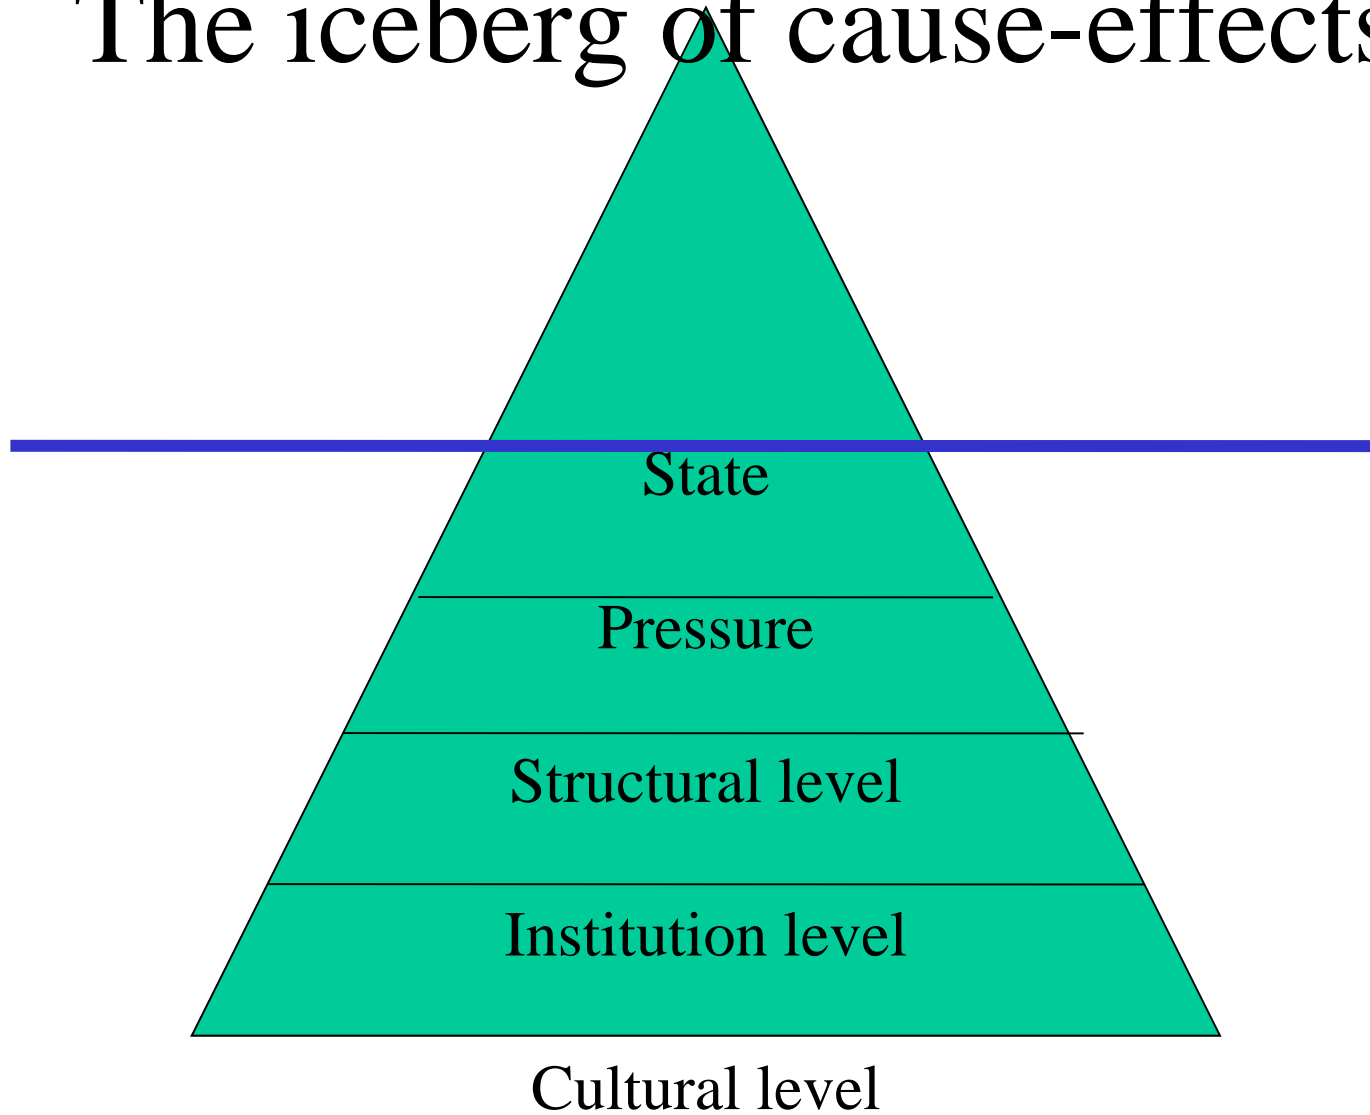 The iceberg of cause-effects
State
Pressure
Structural level
Institution level
Cultural level